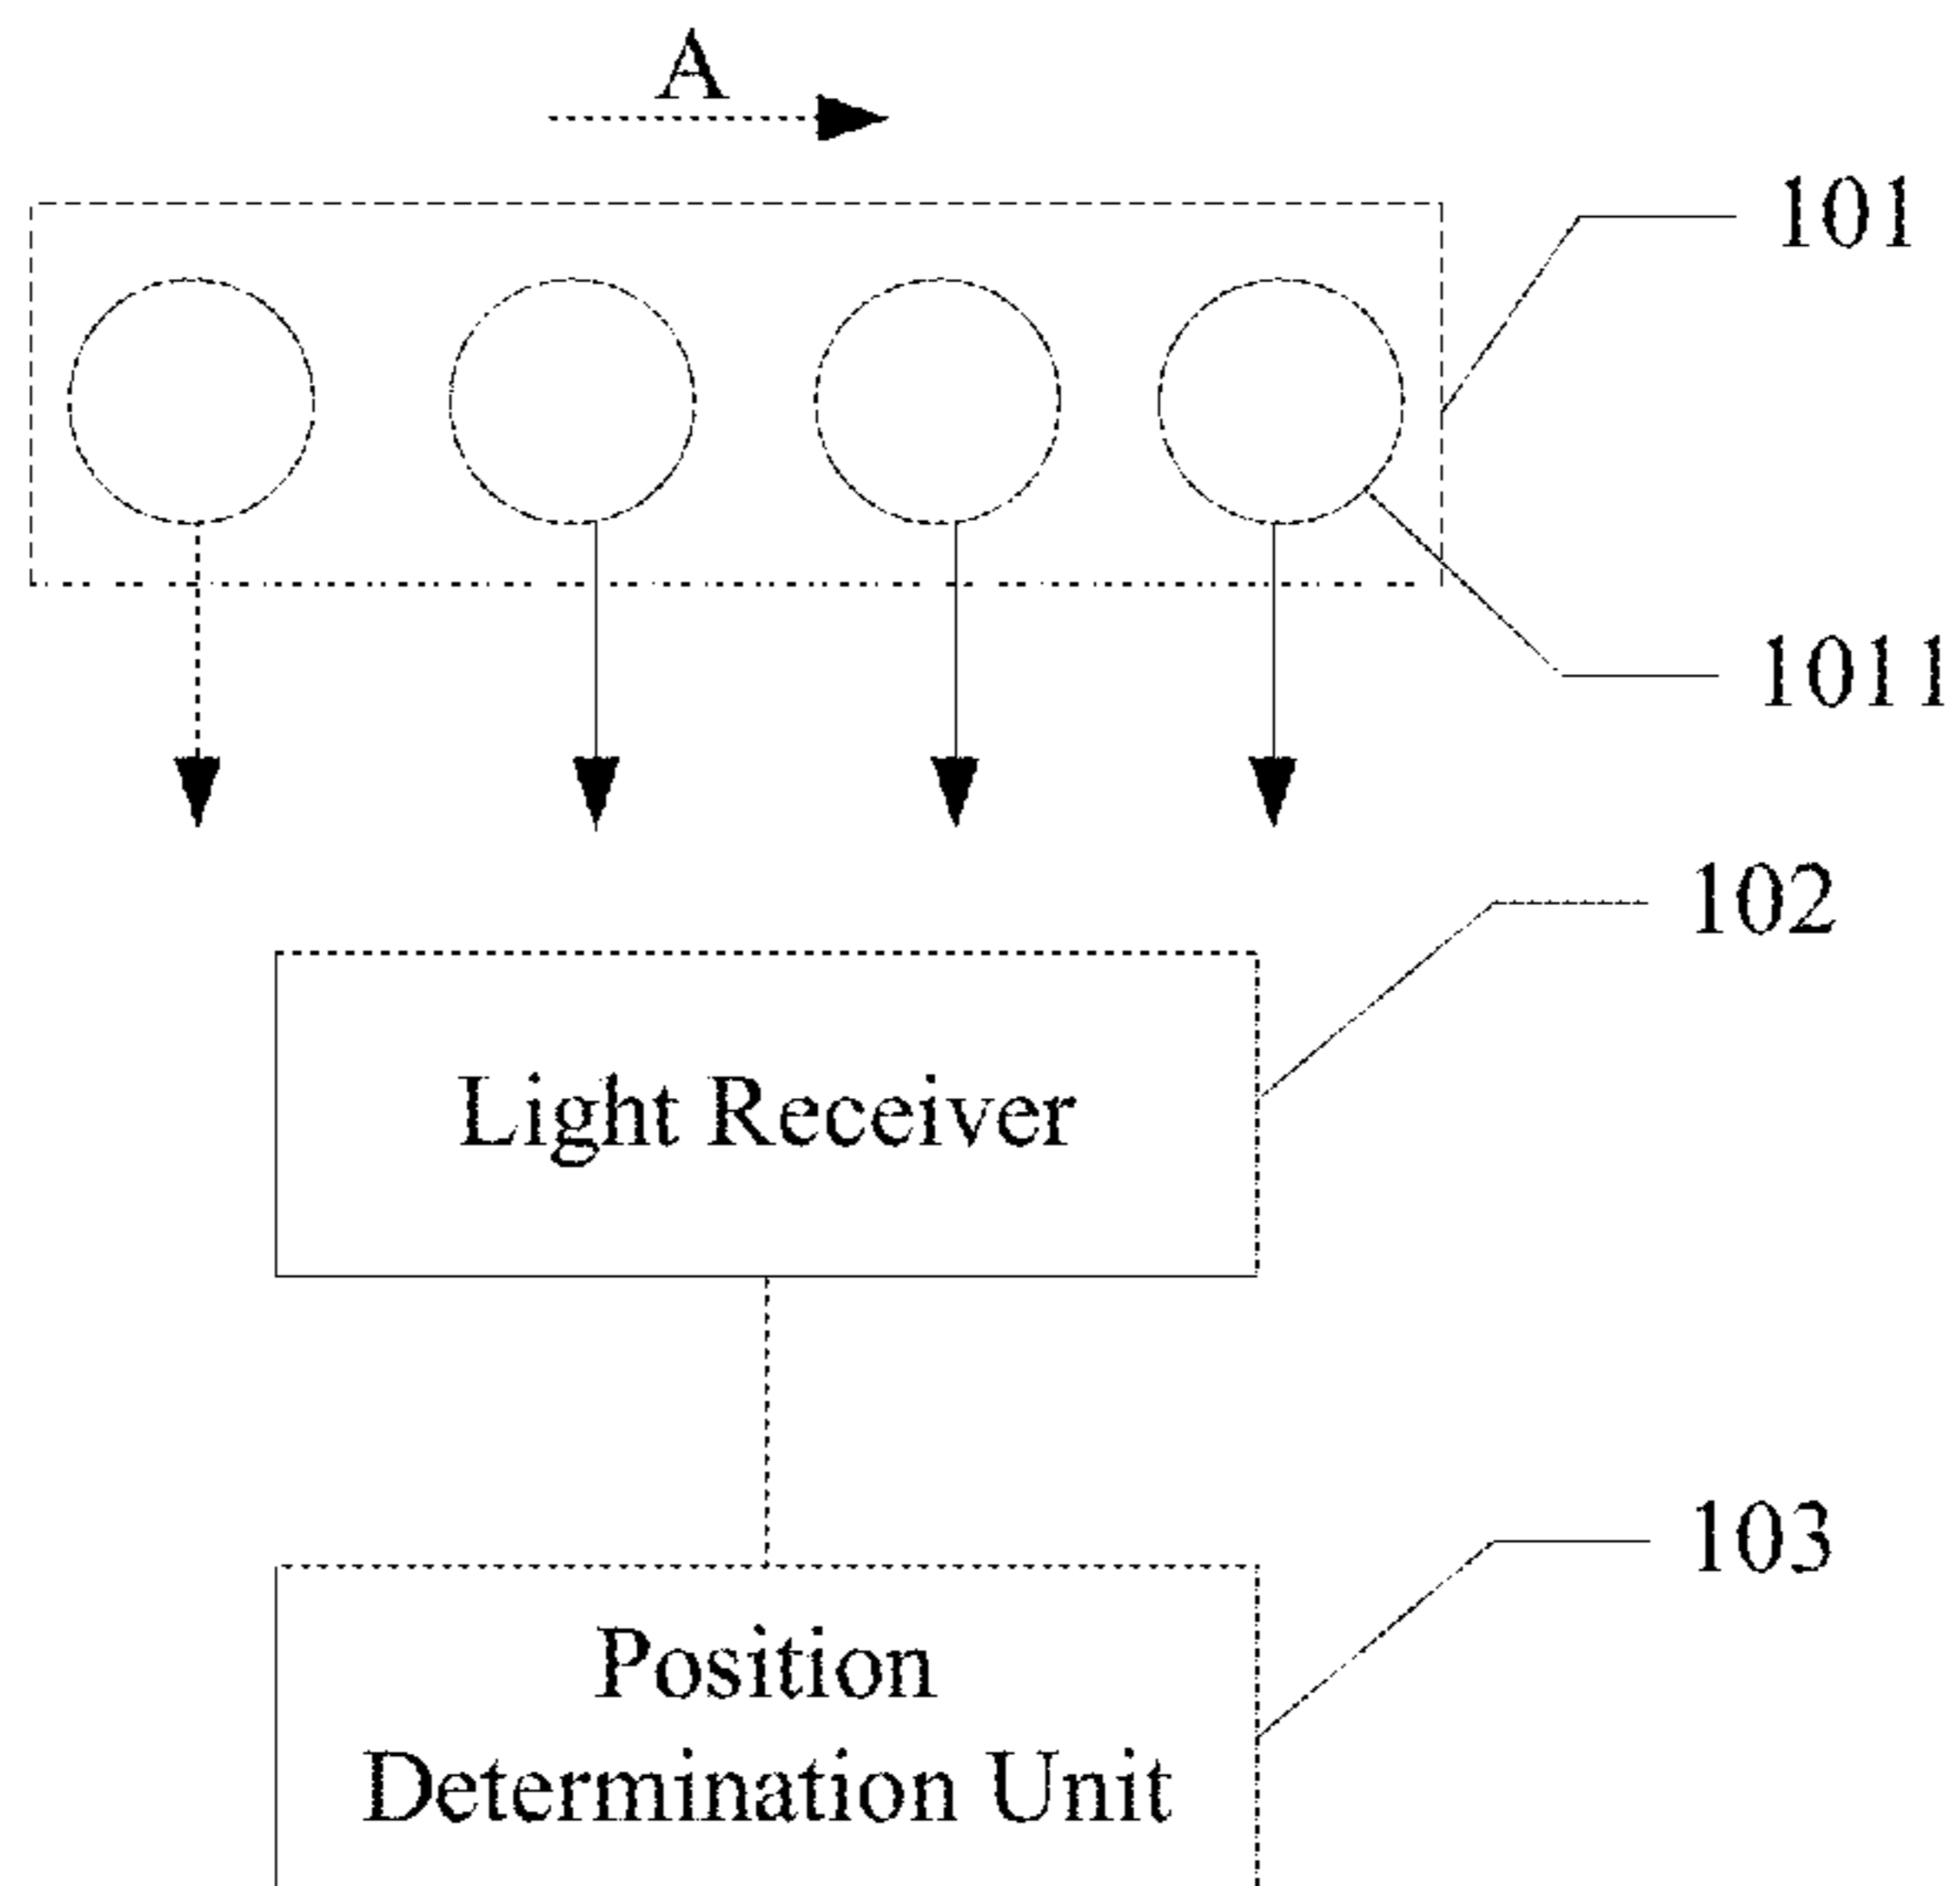 A
101
1011
102
Light Receiver
103
Position
Determination Unit